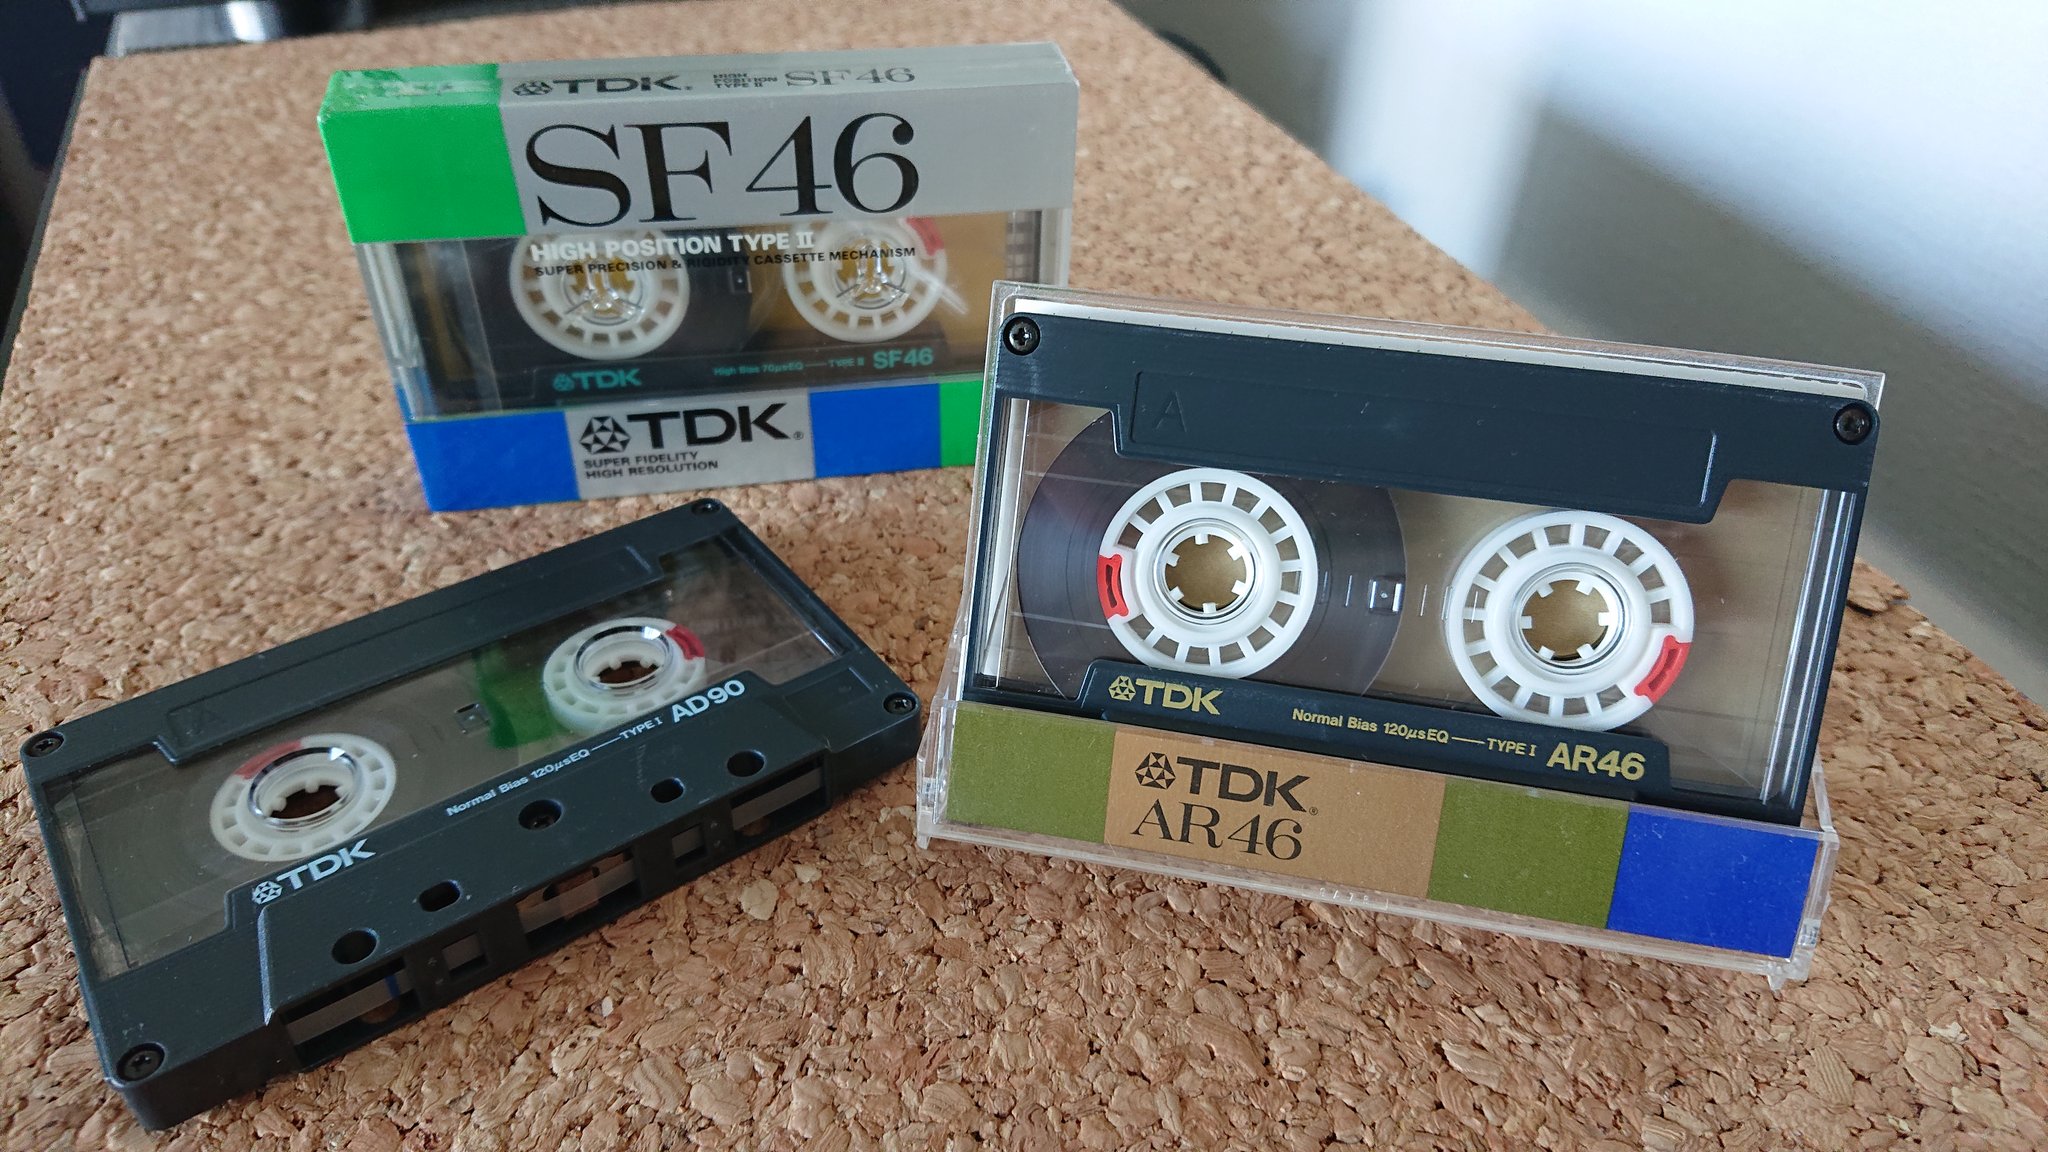 TDK® HIGH POSITION TYPE II SF46
SF46
HIGH POSITION TYPE II
SUPER PRECISION & RIGIDITY CASSETTE MECHANISM
TDK High Bias 70μsEQ—TYPE II SF46
TDK®
SUPER FIDELITY
HIGH RESOLUTION
A
TDK Normal Bias 120μsEQ—TYPE I AR46
TDK®
AR46
TDK Normal Bias 120μsEQ—TYPE I AD90